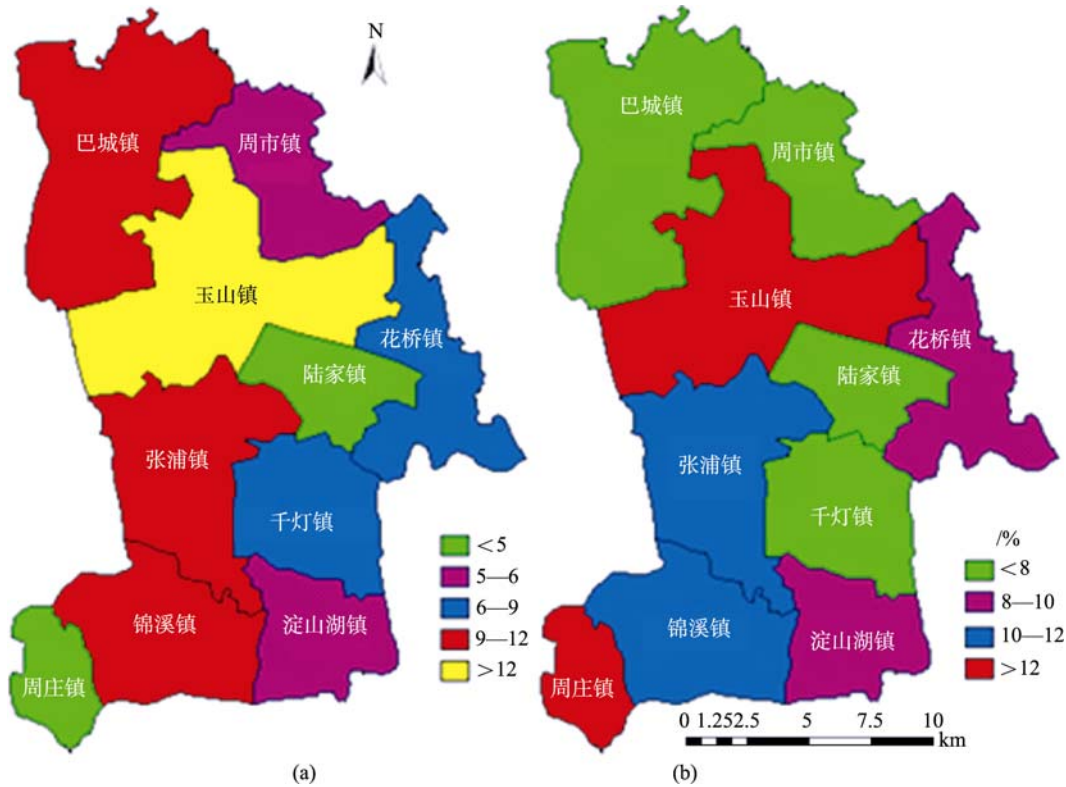 N
巴城镇
周市镇
玉山镇
花桥镇
陆家镇
张浦镇
千灯镇
锦溪镇
淀山湖镇
周庄镇
<5
5—6
6—9
9—12
>12
(a)
巴城镇
周市镇
玉山镇
花桥镇
陆家镇
张浦镇
千灯镇
锦溪镇
淀山湖镇
周庄镇
/%
<8
8—10
10—12
>12
0 1.252.5 5 7.5 10
km
(b)